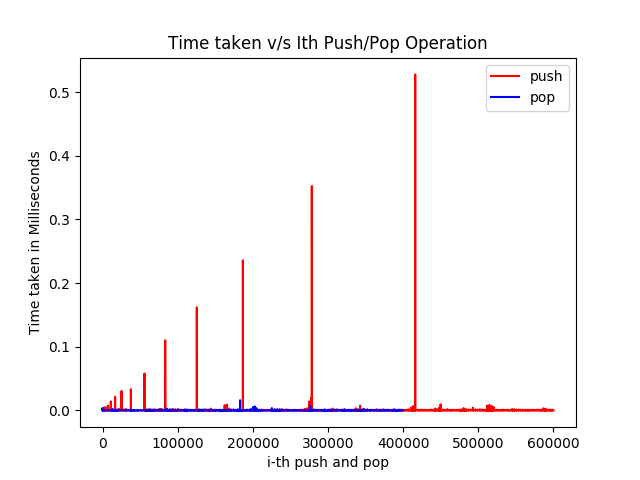 Time taken v/s Ith Push/Pop Operation
push
pop
0.5
0.4
0.3
0.2
0.1
0.0
Time taken in Milliseconds
0 100000 200000 300000 400000 500000 600000
i-th push and pop